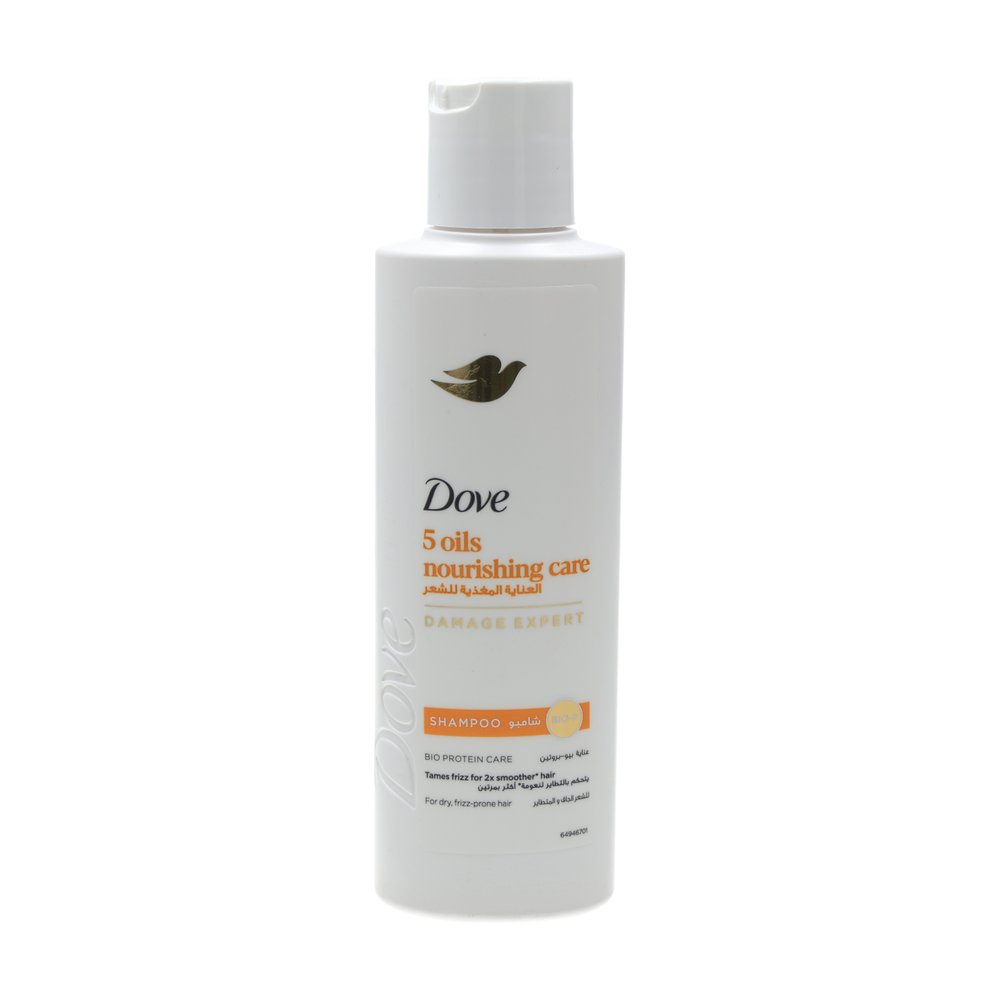 Dove
5 oils
nourishing care
العناية المغذية للشعر
DAMAGE EXPERT
Dove
SHAMPOO شامبو
BIO PROTEIN CARE عناية بيو-بروتين
Tames frizz for 2x smoother* hair
يتحكم بالتطاير لنعومة* أكثر بمرتين
For dry, frizz-prone hair للشعر الجاف و المتطاير
64946701